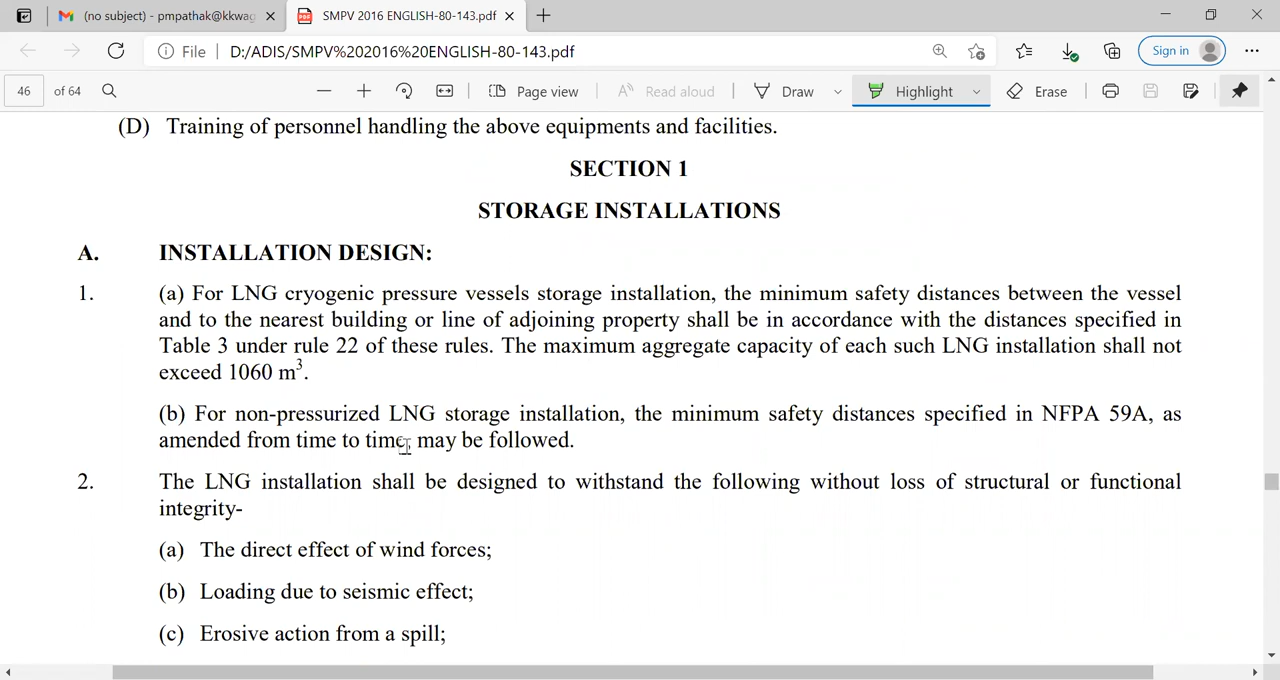 (no subject) - pmpathak@kkwag
SMPV 2016 ENGLISH-80-143.pdf
File D:/ADIS/SMPV%202016%20ENGLISH-80-143.pdf
Sign in
46 of 64
Page view
Read aloud
Draw
Highlight
Erase
(D) Training of personnel handling the above equipments and facilities.
SECTION 1
STORAGE INSTALLATIONS
A. INSTALLATION DESIGN:
1. (a) For LNG cryogenic pressure vessels storage installation, the minimum safety distances between the vessel
and to the nearest building or line of adjoining property shall be in accordance with the distances specified in
Table 3 under rule 22 of these rules. The maximum aggregate capacity of each such LNG installation shall not
exceed 1060 m³.
(b) For non-pressurized LNG storage installation, the minimum safety distances specified in NFPA 59A, as
amended from time to time, may be followed.
2. The LNG installation shall be designed to withstand the following without loss of structural or functional
integrity-
(a) The direct effect of wind forces;
(b) Loading due to seismic effect;
(c) Erosive action from a spill;